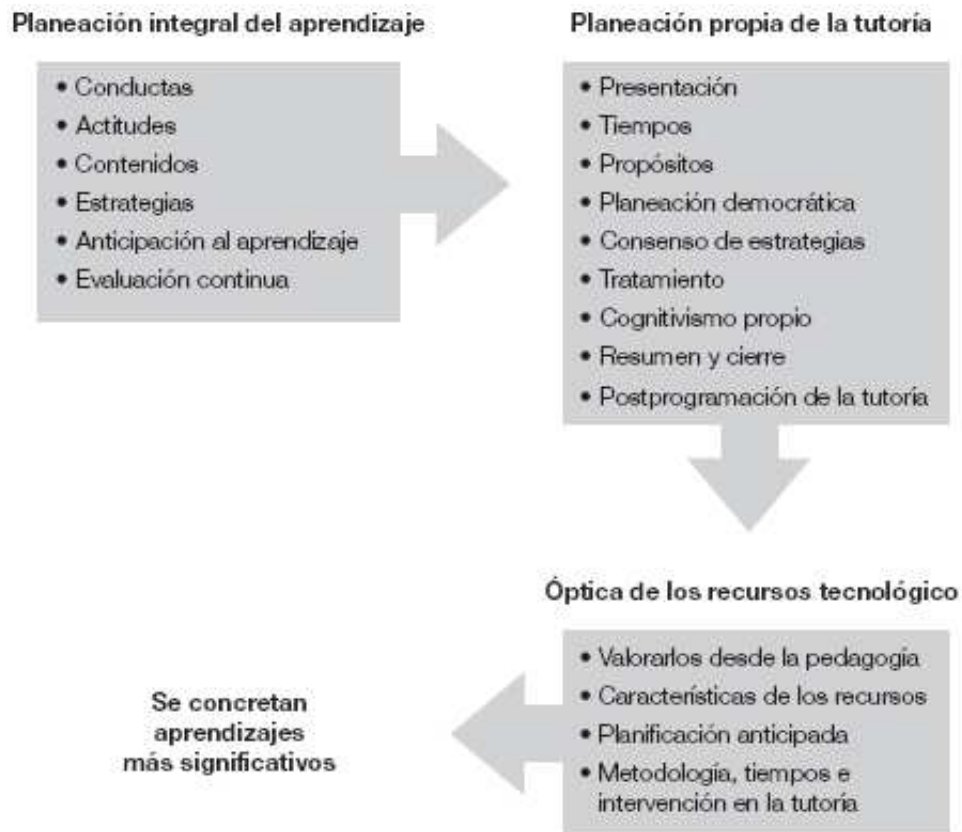 Planeación integral del aprendizaje
• Conductas
• Actitudes
• Contenidos
• Estrategias
• Anticipación al aprendizaje
• Evaluación continua
Planeación propia de la tutoría
• Presentación
• Tiempos
• Propósitos
• Planeación democrática
• Consenso de estrategias
• Tratamiento
• Cognitivismo propio
• Resumen y cierre
• Postprogramación de la tutoría
Óptica de los recursos tecnológico
• Valorarlos desde la pedagogía
• Características de los recursos
• Planificación anticipada
• Metodología, tiempos e
intervención en la tutoría
Se concretan
aprendizajes
más significativos